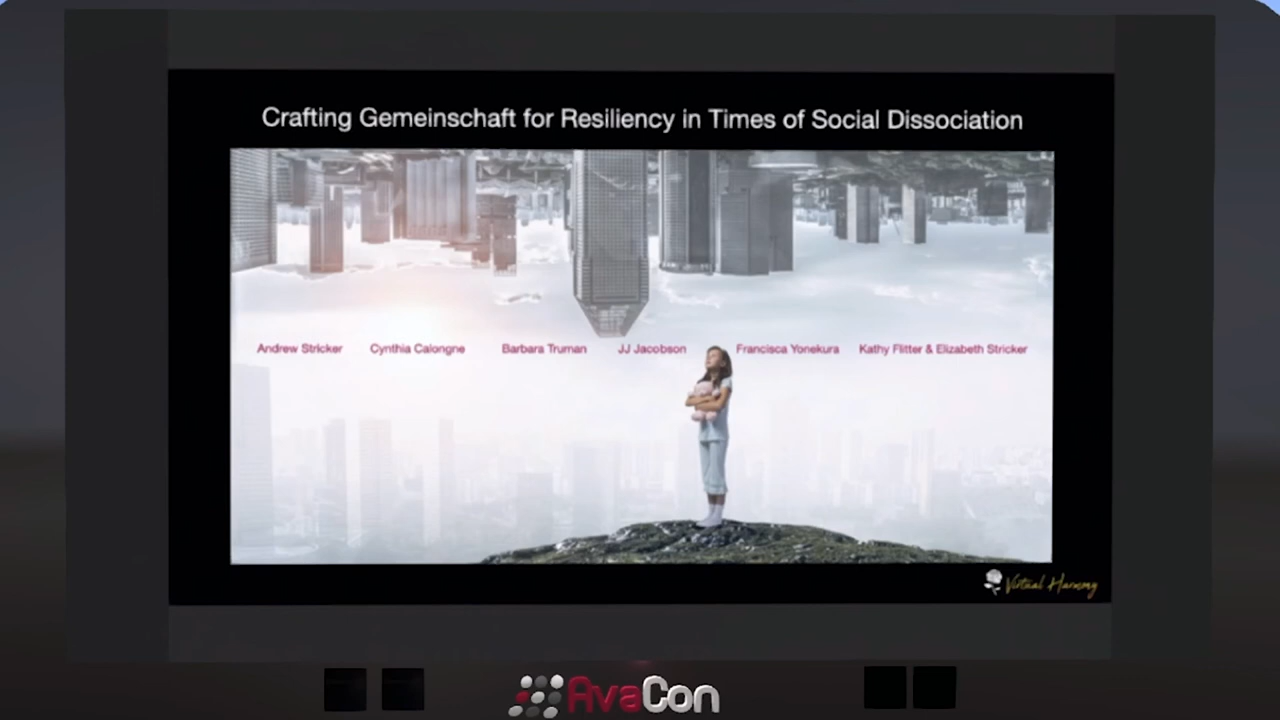 Crafting Gemeinschaft for Resiliency in Times of Social Dissociation
Andrew Stricker Cynthia Calongne Barbara Truman JJ Jacobson Francisca Yonekura Kathy Flitter & Elizabeth Stricker
Virtual Harmony
AvaCon